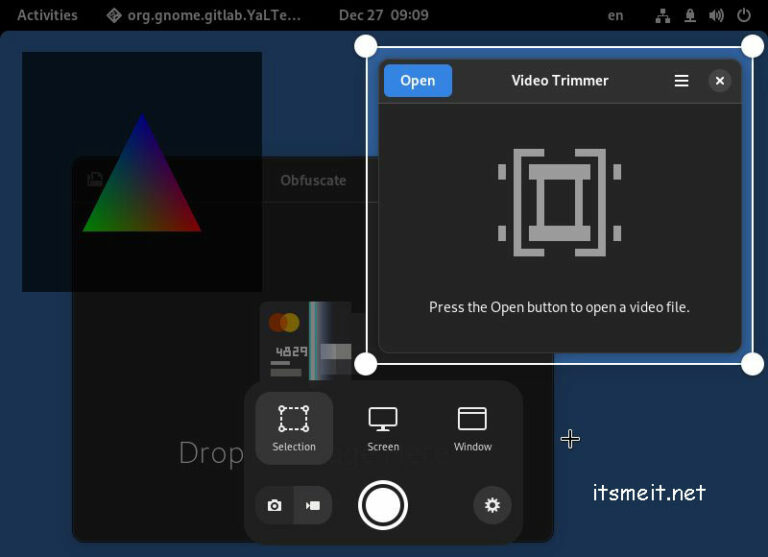 Activities org.gnome.gitlab.YaLTe... Dec 27 09:09 en
Open Video Trimmer
Obfuscate
Press the Open button to open a video file.
4829
Selection Screen Window
Drop
itsmeit.net